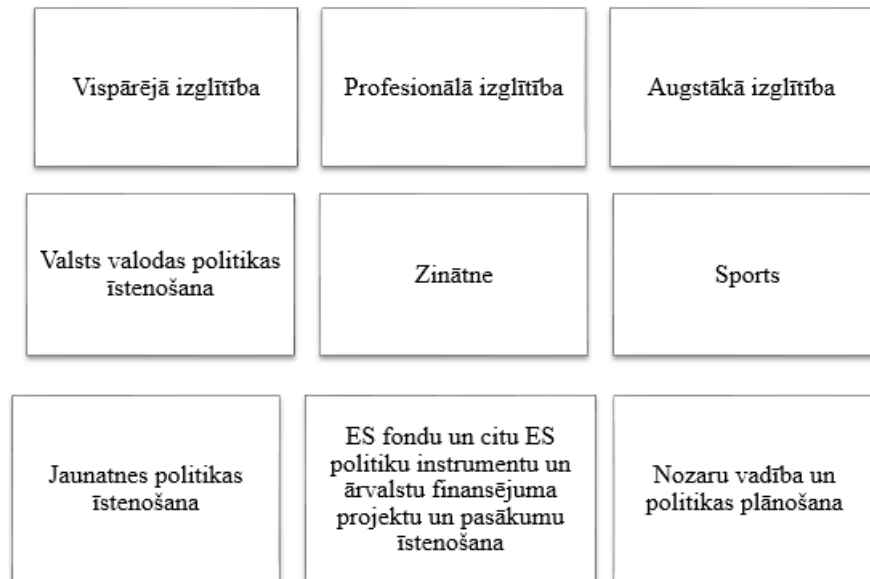 Vispārējā izglītība
Profesionālā izglītība
Augstākā izglītība
Valsts valodas politikas
īstenošana
Zinātne
Sports
Jaunatnes politikas
īstenošana
ES fondu un citu ES
politiku instrumentu un
ārvalstu finansējuma
projektu un pasākumu
īstenošana
Nozaru vadība un
politikas plānošana